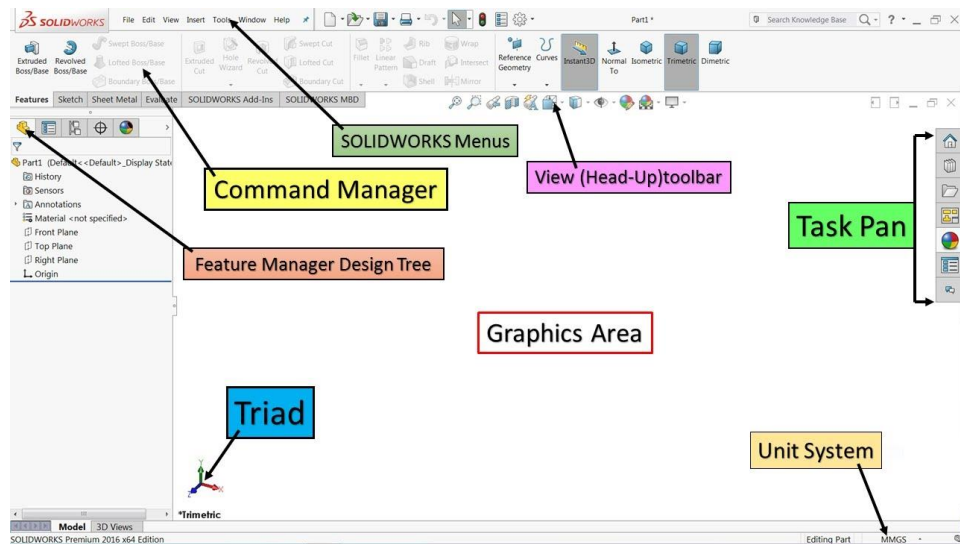 SOLIDWORKS File Edit View Insert Tools Window Help Part1 * Search Knowledge Base
Extruded Boss/Base Revolved Boss/Base Swept Boss/Base Lofted Boss/Base Boundary Boss/Base Extruded Cut Hole Wizard Revolved Cut Swept Cut Lofted Cut Boundary Cut Fillet Linear Pattern Rib Draft Shell Wrap Intersect Mirror Reference Geometry Curves Instant3D Normal To Isometric Trimetric Dimetric
Features Sketch Sheet Metal Evaluate SOLIDWORKS Add-Ins SOLIDWORKS MBD
SOLIDWORKS Menus
Part1 (Default<<Default>_Display State
History
Sensors
Annotations
Material <not specified>
Front Plane
Top Plane
Right Plane
Origin
Command Manager
View (Head-Up)toolbar
Task Pan
Feature Manager Design Tree
Graphics Area
Triad
Unit System
*Trimetric
Model 3D Views
SOLIDWORKS Premium 2016 x64 Edition Editing Part MMGS